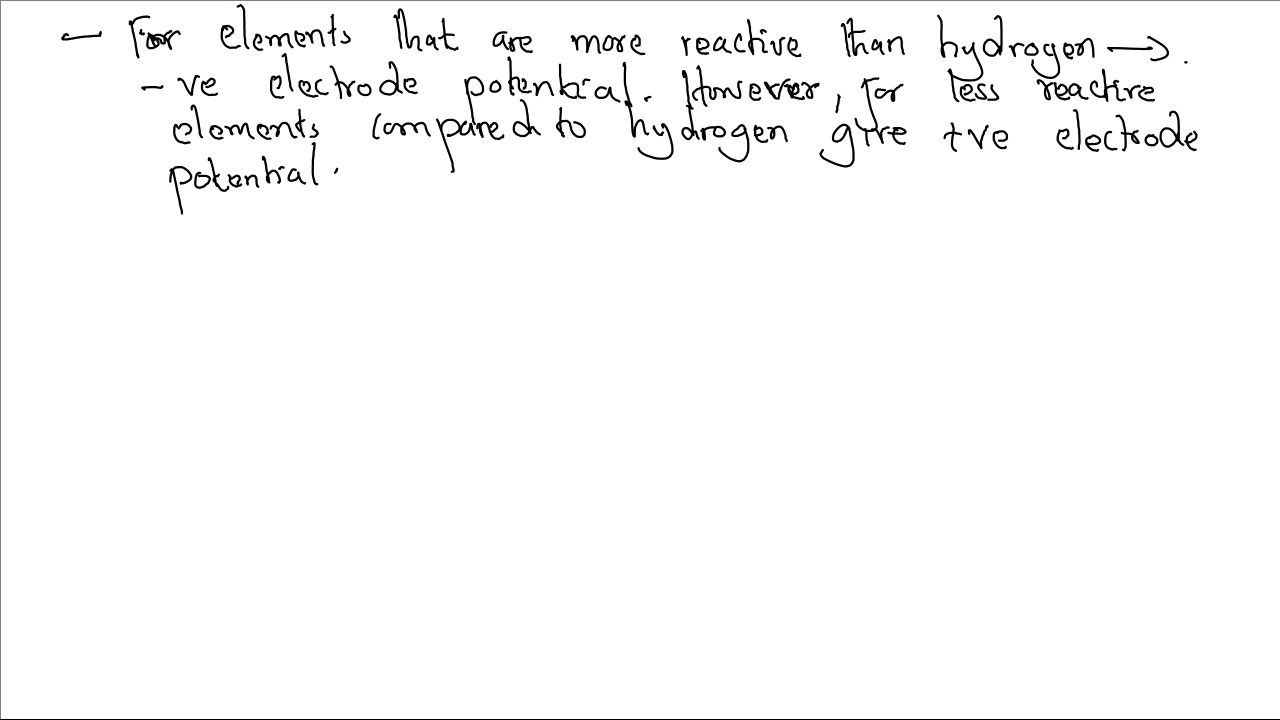 - For elements that are more reactive than hydrogen →.
-ve electrode potential. However, for less reactive
elements compared to hydrogen give +ve electrode
potential.